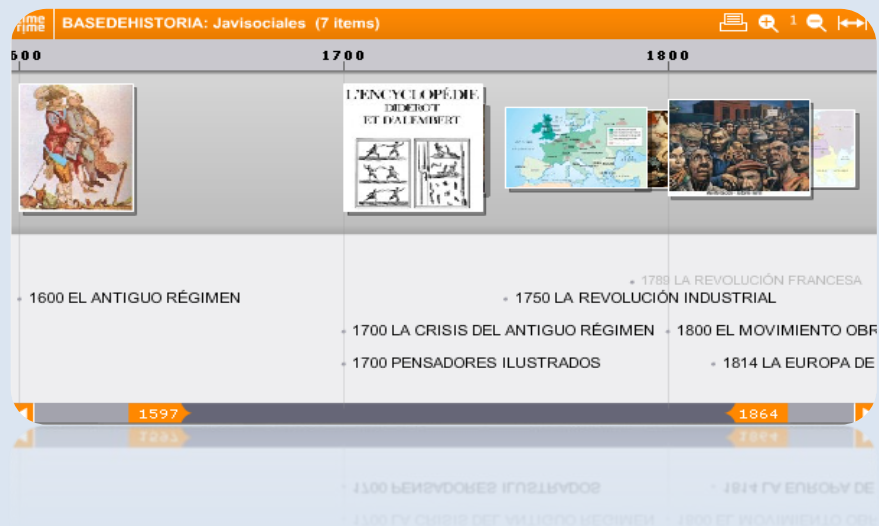 BASEDEHISTORIA: Javisociales (7 items)
1
600 1700 1800
L'ENCYCLOPÉDIE
DIDEROT
ET D'ALEMBERT
1789 LA REVOLUCIÓN FRANCESA
1600 EL ANTIGUO RÉGIMEN
1750 LA REVOLUCIÓN INDUSTRIAL
1700 LA CRISIS DEL ANTIGUO RÉGIMEN
1800 EL MOVIMIENTO OBR
1700 PENSADORES ILUSTRADOS
1814 LA EUROPA DE
1597
1864